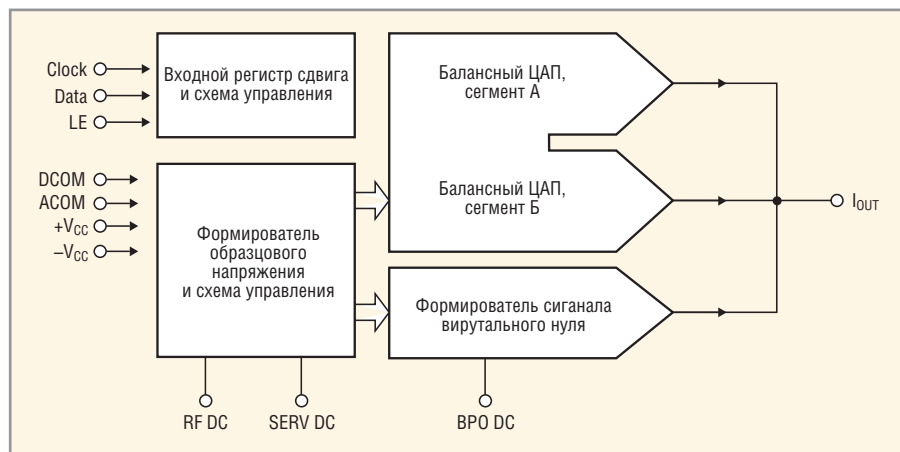 Clock
Data
LE
DCOM
ACOM
+VCC
–VCC
Входной регистр сдвига
и схема управления
Формирователь
образцового
напряжения
и схема управления
Балансный ЦАП,
сегмент А
Балансный ЦАП,
сегмент Б
Формирователь сиганала
вирутального нуля
IOUT
RF DC
SERV DC
BPO DC